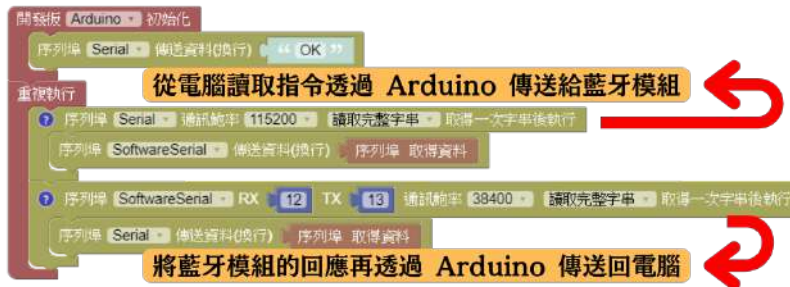 開發板 Arduino 初始化
序列埠 Serial 傳送資料(換行) “ OK ”
從電腦讀取指令透過 Arduino 傳送給藍牙模組
重複執行
? 序列埠 Serial 通訊鮑率 115200 讀取完整字串 取得一次字串後執行
序列埠 SoftwareSerial 傳送資料(換行) 序列埠 取得資料
? 序列埠 SoftwareSerial RX 12 TX 13 通訊鮑率 38400 讀取完整字串 取得一次字串後執行
序列埠 Serial 傳送資料(換行) 序列埠 取得資料
將藍牙模組的回應再透過 Arduino 傳送回電腦